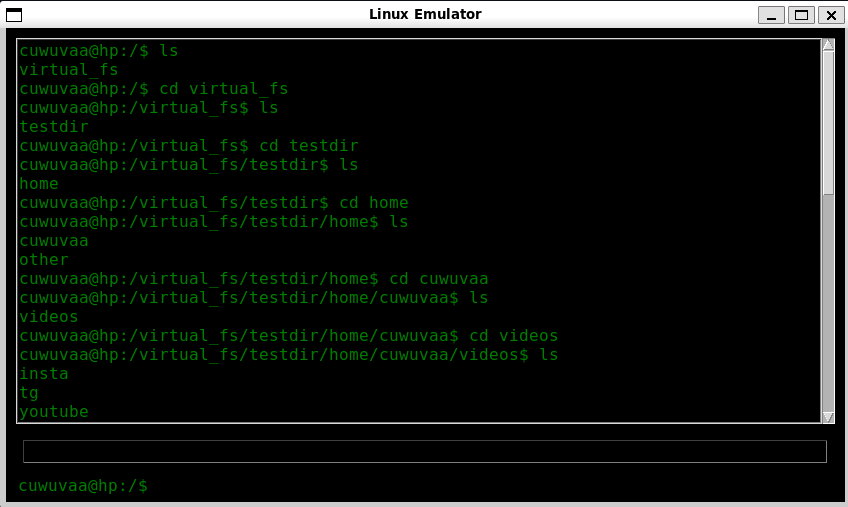 Linux Emulator
cuwuvaa@hp:/$ ls
virtual_fs
cuwuvaa@hp:/$ cd virtual_fs
cuwuvaa@hp:/virtual_fs$ ls
testdir
cuwuvaa@hp:/virtual_fs$ cd testdir
cuwuvaa@hp:/virtual_fs/testdir$ ls
home
cuwuvaa@hp:/virtual_fs/testdir$ cd home
cuwuvaa@hp:/virtual_fs/testdir/home$ ls
cuwuvaa
other
cuwuvaa@hp:/virtual_fs/testdir/home$ cd cuwuvaa
cuwuvaa@hp:/virtual_fs/testdir/home/cuwuvaa$ ls
videos
cuwuvaa@hp:/virtual_fs/testdir/home/cuwuvaa$ cd videos
cuwuvaa@hp:/virtual_fs/testdir/home/cuwuvaa/videos$ ls
insta
tg
youtube
cuwuvaa@hp:/$